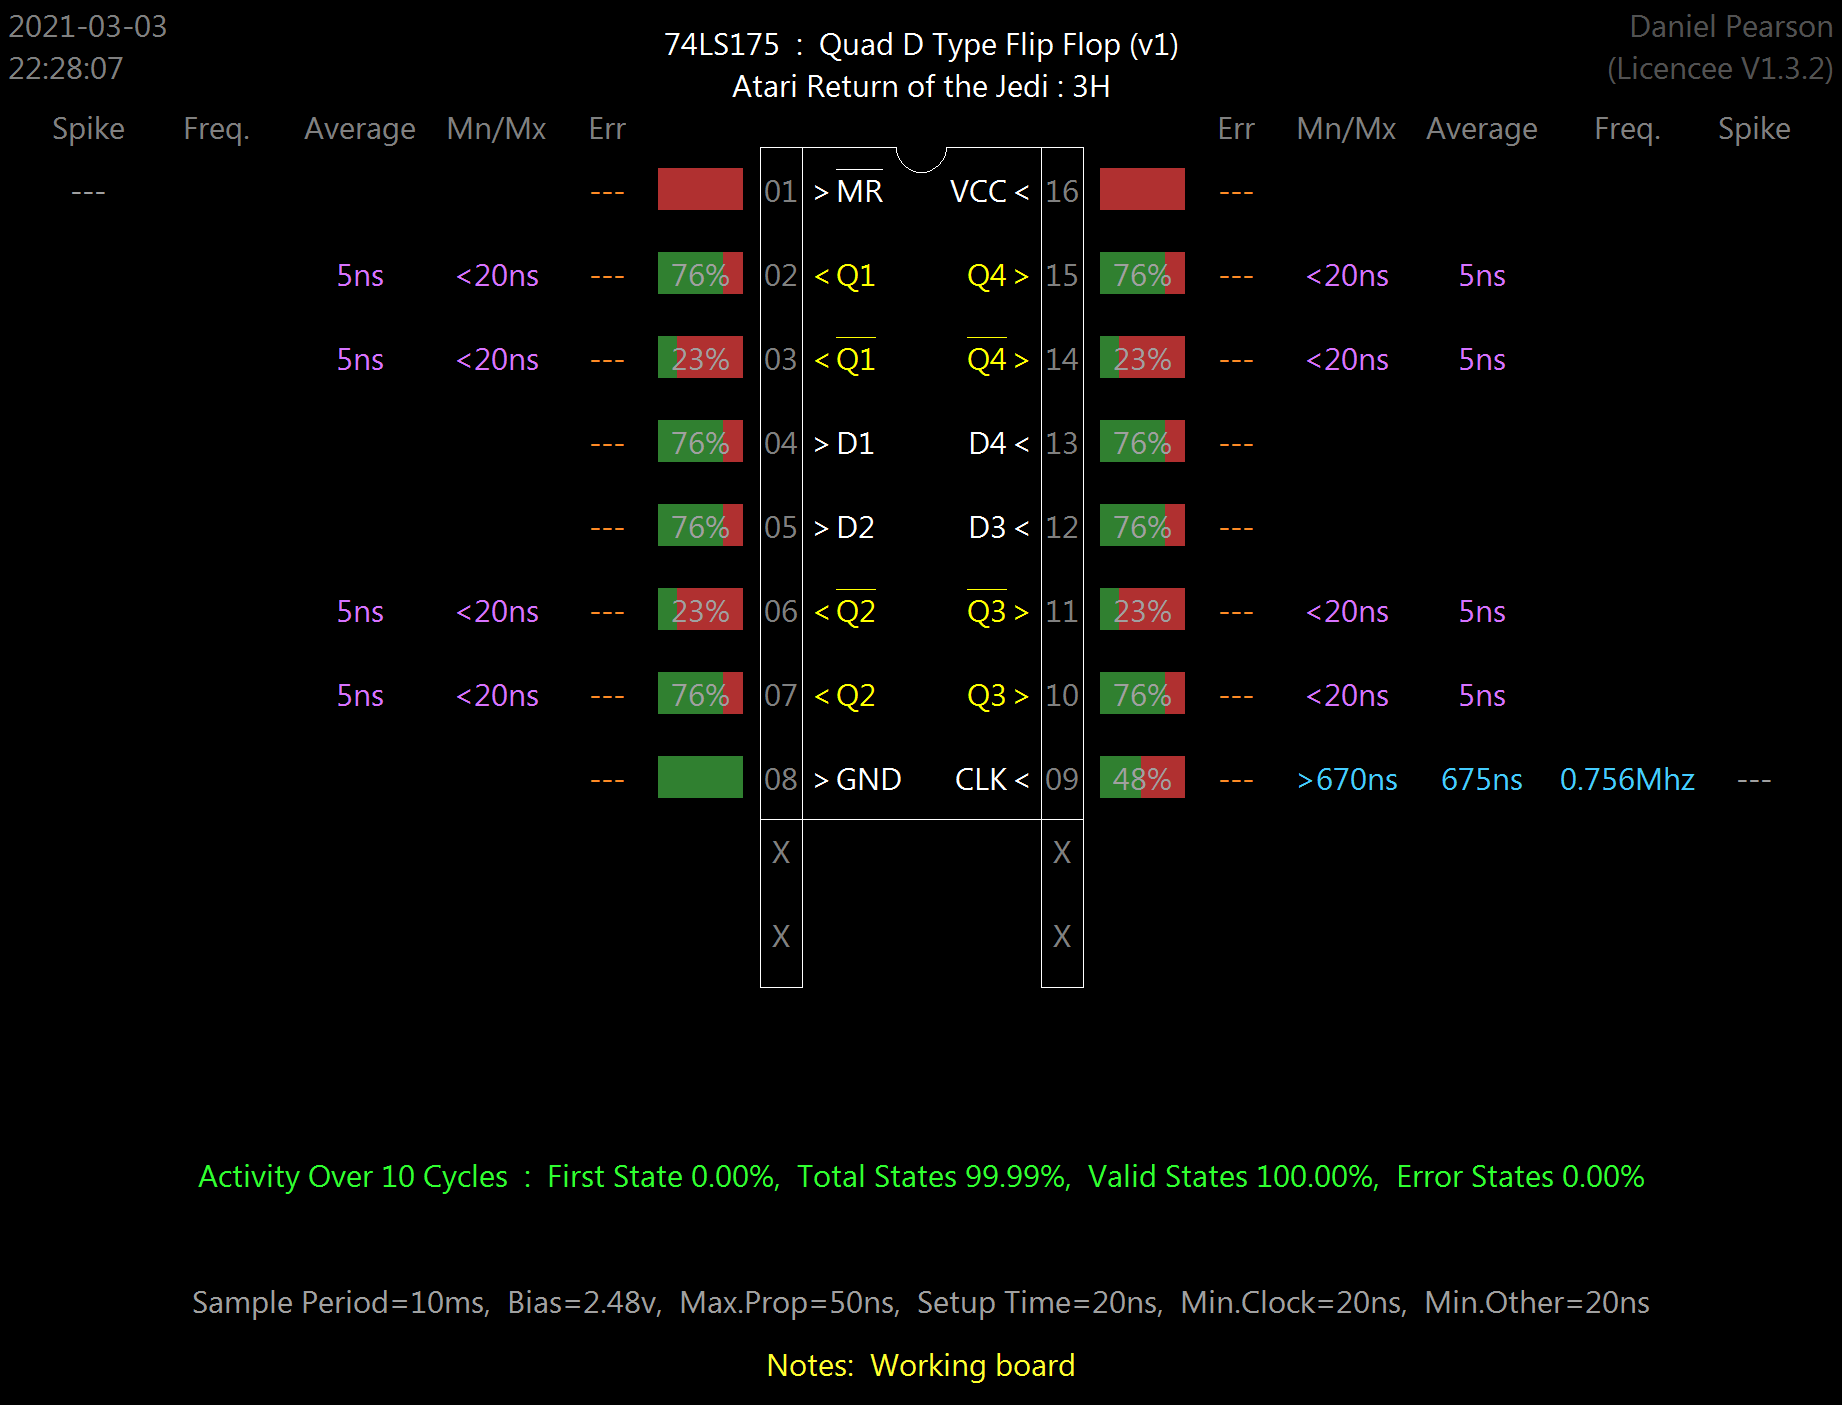 2021-03-03
22:28:07
74LS175 : Quad D Type Flip Flop (v1)
Atari Return of the Jedi : 3H
Daniel Pearson
(Licencee V1.3.2)
Spike Freq. Average Mn/Mx Err Err Mn/Mx Average Freq. Spike
--- --- 01 > MR VCC < 16 ---
5ns <20ns --- 76% 02 < Q1 Q4 > 15 76% --- <20ns 5ns
5ns <20ns --- 23% 03 < Q1 Q4 > 14 23% --- <20ns 5ns
--- 76% 04 > D1 D4 < 13 76% ---
--- 76% 05 > D2 D3 < 12 76% ---
5ns <20ns --- 23% 06 < Q2 Q3 > 11 23% --- <20ns 5ns
5ns <20ns --- 76% 07 < Q2 Q3 > 10 76% --- <20ns 5ns
--- 08 > GND CLK < 09 48% --- >670ns 675ns 0.756Mhz ---
X X
X X
Activity Over 10 Cycles : First State 0.00%, Total States 99.99%, Valid States 100.00%, Error States 0.00%
Sample Period=10ms, Bias=2.48v, Max.Prop=50ns, Setup Time=20ns, Min.Clock=20ns, Min.Other=20ns
Notes: Working board